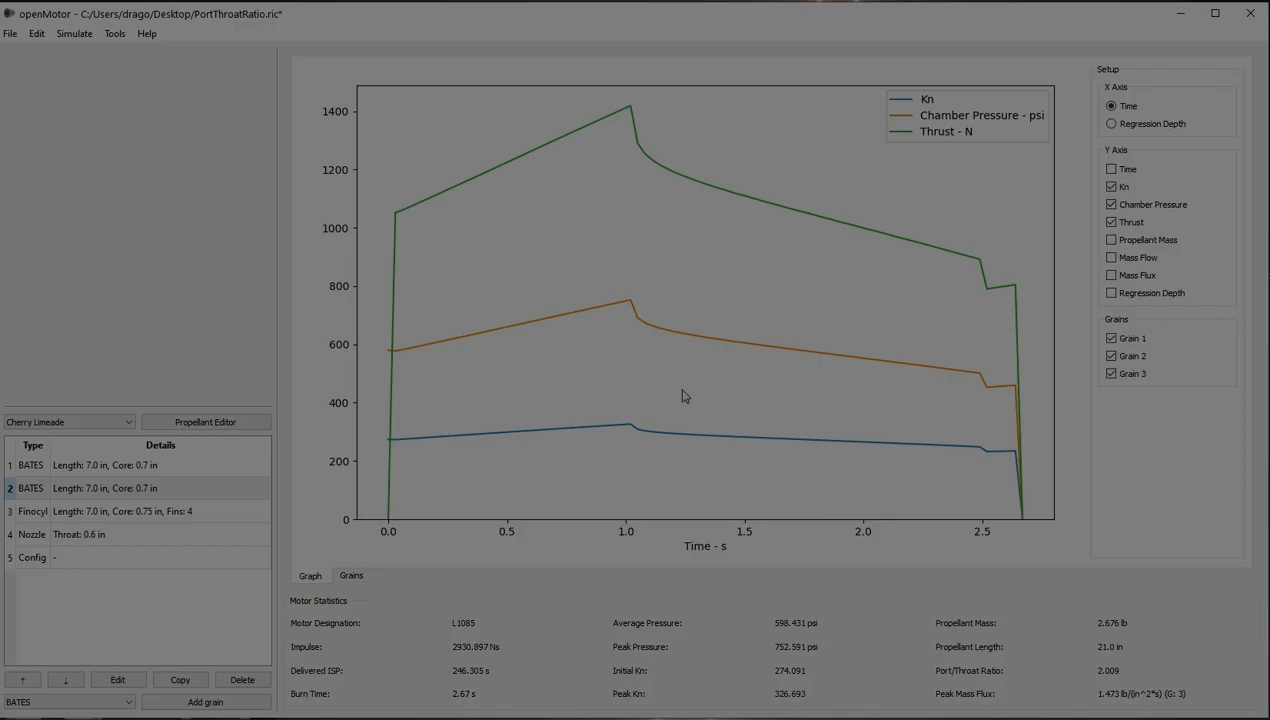 openMotor - C:/Users/drago/Desktop/PortThroatRatio.ric*
File Edit Simulate Tools Help
Cherry Limeade Propellant Editor
Type Details
1 BATES Length: 7.0 in, Core: 0.7 in
2 BATES Length: 7.0 in, Core: 0.7 in
3 Finocyl Length: 7.0 in, Core: 0.75 in, Fins: 4
4 Nozzle Throat: 0.6 in
5 Config -
↑ ↓ Edit Copy Delete
BATES Add grain
1400
1200
1000
800
600
400
200
0
0.0 0.5 1.0 1.5 2.0 2.5
Time - s
Kn
Chamber Pressure - psi
Thrust - N
Graph Grains
Setup
X Axis
Time
Regression Depth
Y Axis
Time
Kn
Chamber Pressure
Thrust
Propellant Mass
Mass Flow
Mass Flux
Regression Depth
Grains
Grain 1
Grain 2
Grain 3
Motor Statistics
Motor Designation: L1085 Average Pressure: 598.431 psi Propellant Mass: 2.676 lb
Impulse: 2930.897 Ns Peak Pressure: 752.591 psi Propellant Length: 21.0 in
Delivered ISP: 246.305 s Initial Kn: 274.091 Port/Throat Ratio: 2.009
Burn Time: 2.67 s Peak Kn: 326.693 Peak Mass Flux: 1.473 lb/(in^2*s) (G: 3)